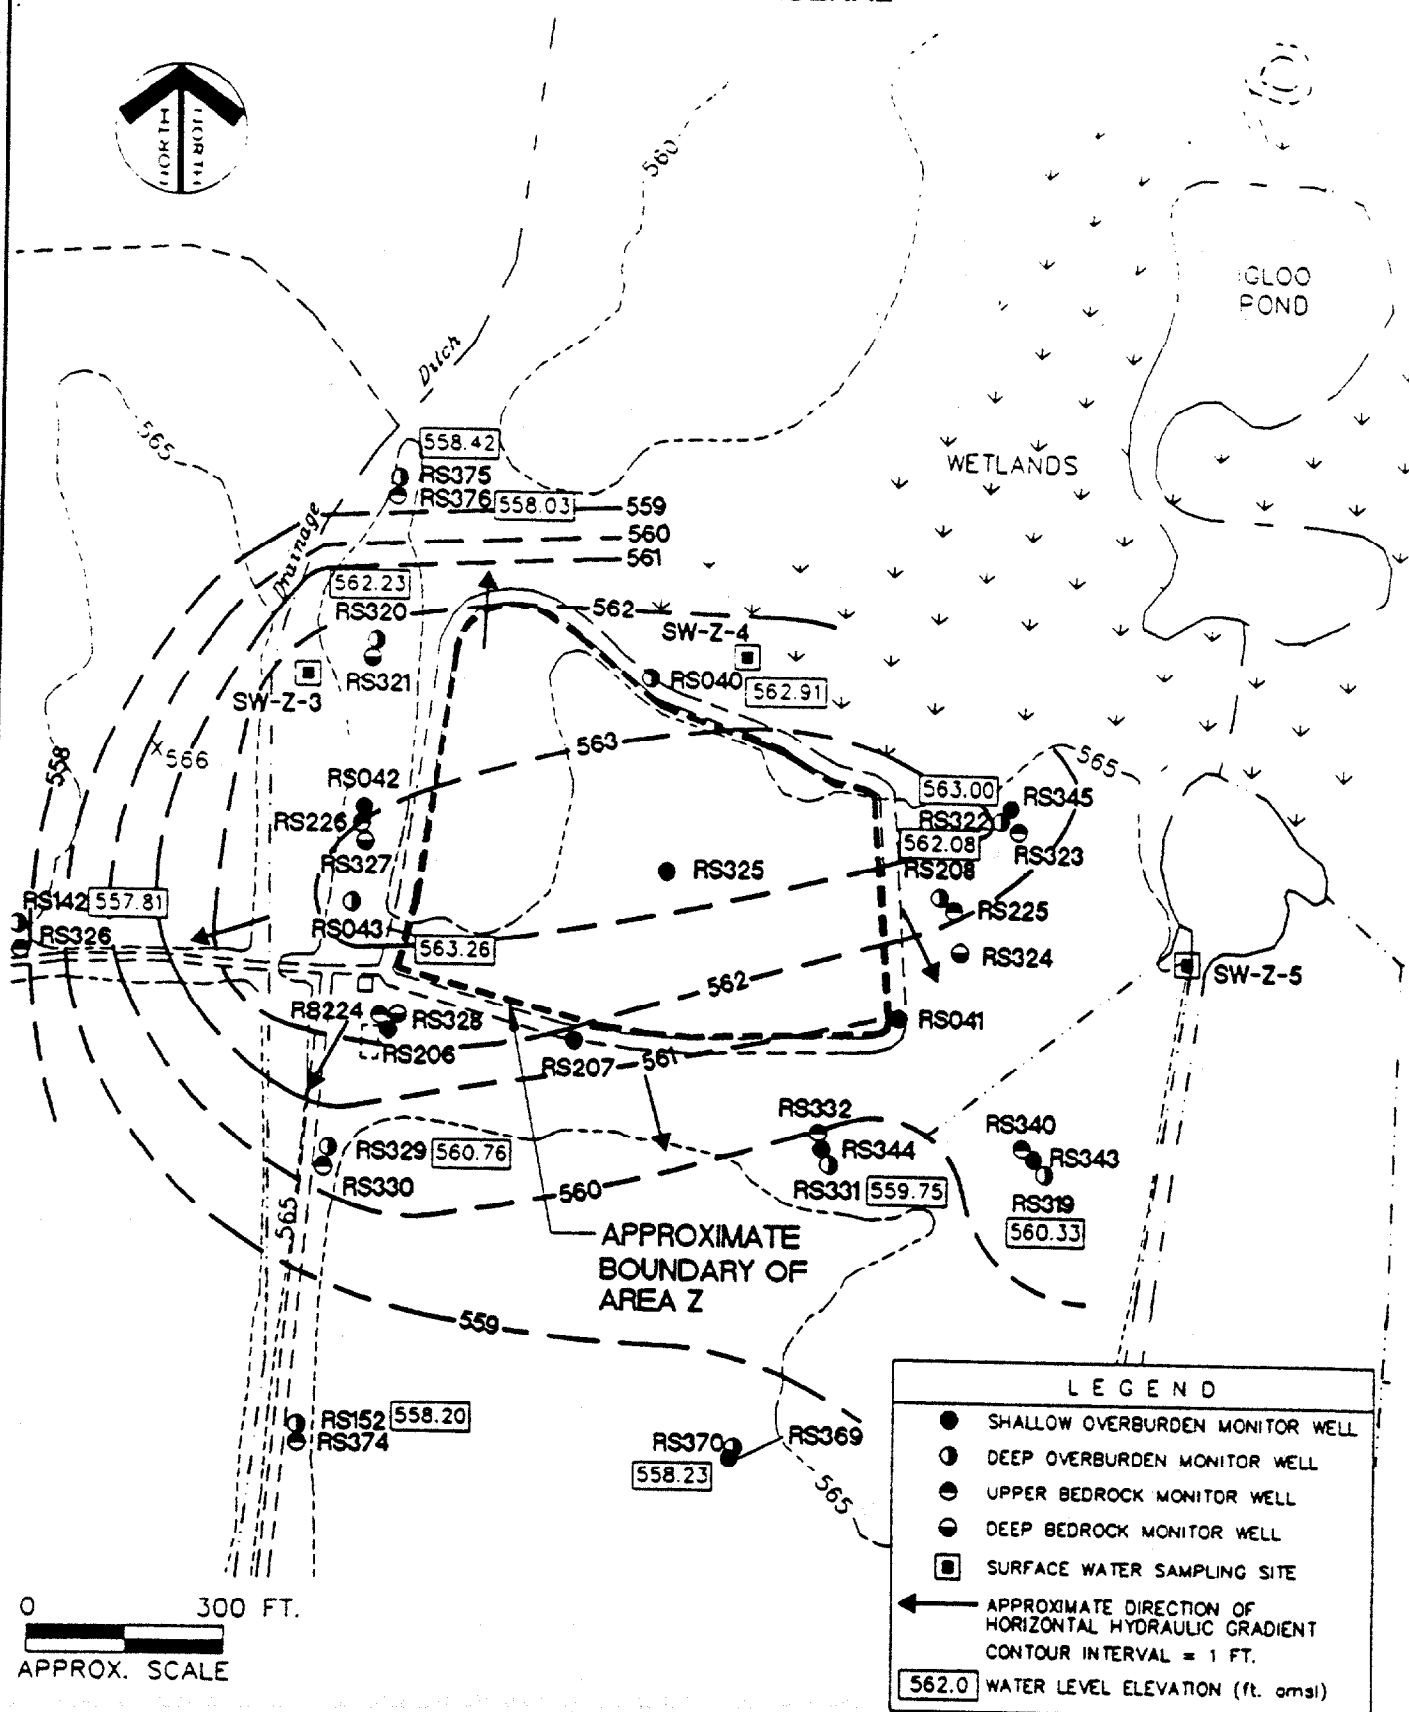 NORTH
NORTH
560
IGLOO
POND
Ditch
565
558.42
WETLANDS
RS375
RS376
558.03
559
560
561
Drainage
562.23
RS320
562
SW-Z-4
RS321
RS040
562.91
SW-Z-3
563
558
X566
565
RS042
563.00
RS345
RS226
RS322
562.08
RS323
RS327
RS208
RS325
RS142
557.81
RS225
RS043
RS326
563.26
RS324
SW-Z-5
562
R8224
RS328
RS041
RS206
RS207
561
RS332
RS340
RS329
560.76
RS344
RS343
RS330
RS331
559.75
560
RS319
565
560.33
APPROXIMATE
BOUNDARY OF
AREA Z
559
RS152
558.20
RS374
RS370
RS369
558.23
565
LEGEND
SHALLOW OVERBURDEN MONITOR WELL
DEEP OVERBURDEN MONITOR WELL
UPPER BEDROCK MONITOR WELL
DEEP BEDROCK MONITOR WELL
SURFACE WATER SAMPLING SITE
APPROXIMATE DIRECTION OF
HORIZONTAL HYDRAULIC GRADIENT
CONTOUR INTERVAL = 1 FT.
562.0 WATER LEVEL ELEVATION (ft. amsl)
0 300 FT.
APPROX. SCALE